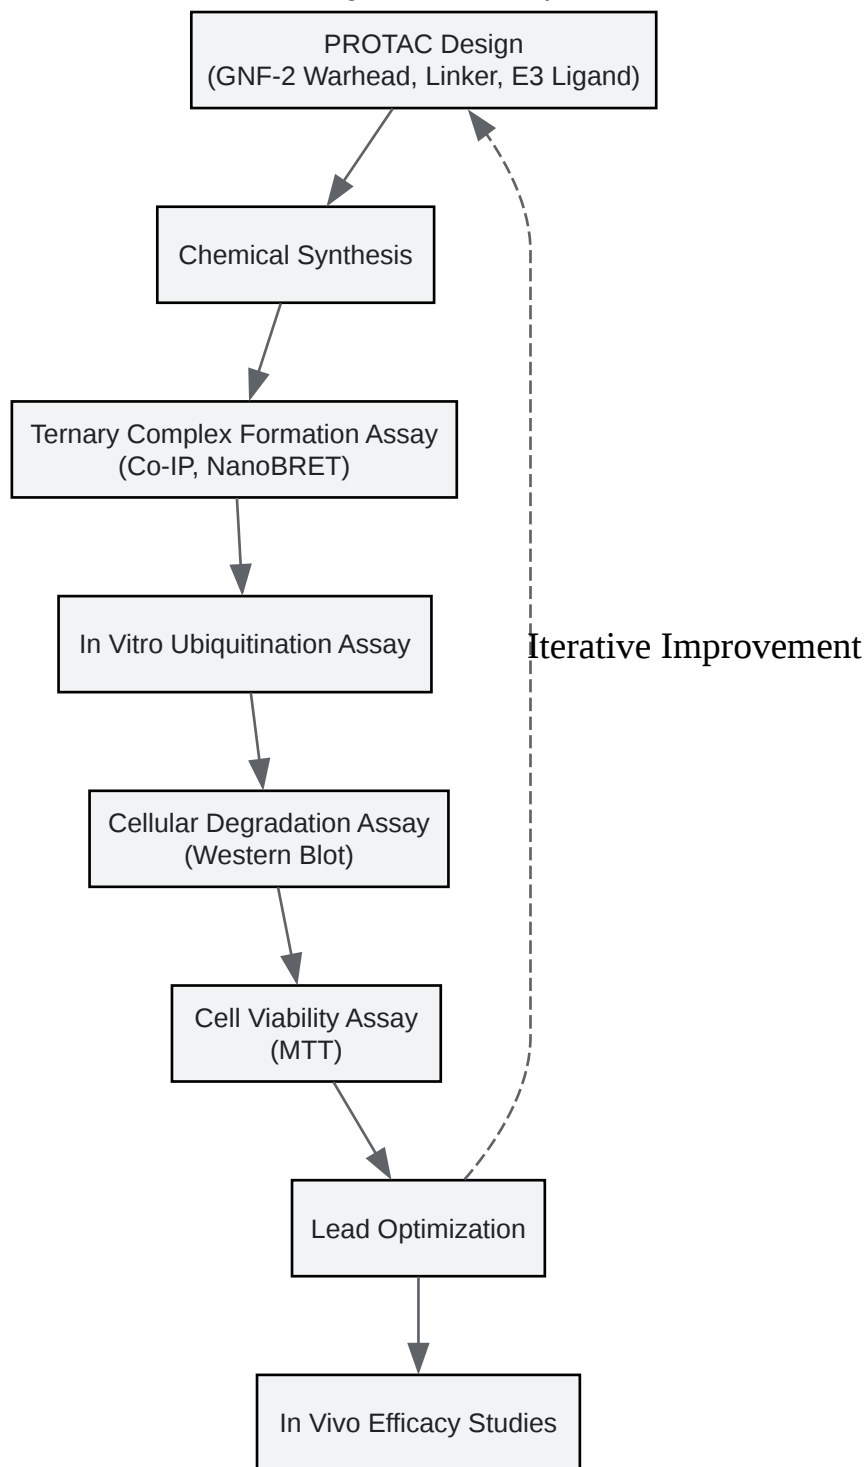 PROTAC Design
(GNF-2 Warhead, Linker, E3 Ligand)
Chemical Synthesis
Ternary Complex Formation Assay
(Co-IP, NanoBRET)
In Vitro Ubiquitination Assay
Iterative Improvement
Cellular Degradation Assay
(Western Blot)
Cell Viability Assay
(MTT)
Lead Optimization
In Vivo Efficacy Studies